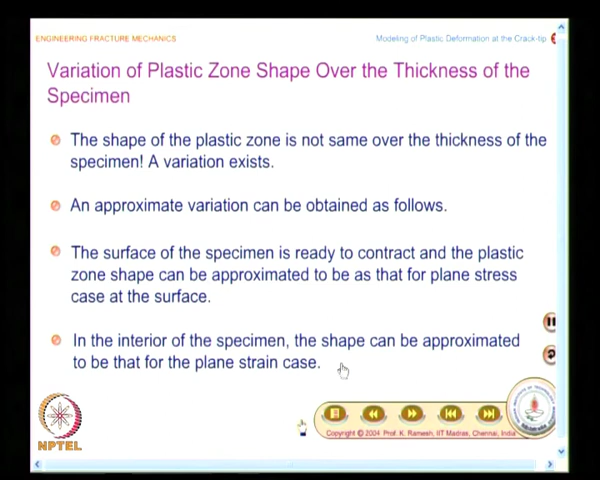 ENGINEERING FRACTURE MECHANICS
Modeling of Plastic Deformation at the Crack-tip
Variation of Plastic Zone Shape Over the Thickness of the
Specimen
The shape of the plastic zone is not same over the thickness of the
specimen! A variation exists.
An approximate variation can be obtained as follows.
The surface of the specimen is ready to contract and the plastic
zone shape can be approximated to be as that for plane stress
case at the surface.
In the interior of the specimen, the shape can be approximated
to be that for the plane strain case.
NPTEL
Copyright © 2004 Prof. K. Ramesh, IIT Madras, Chennai, India